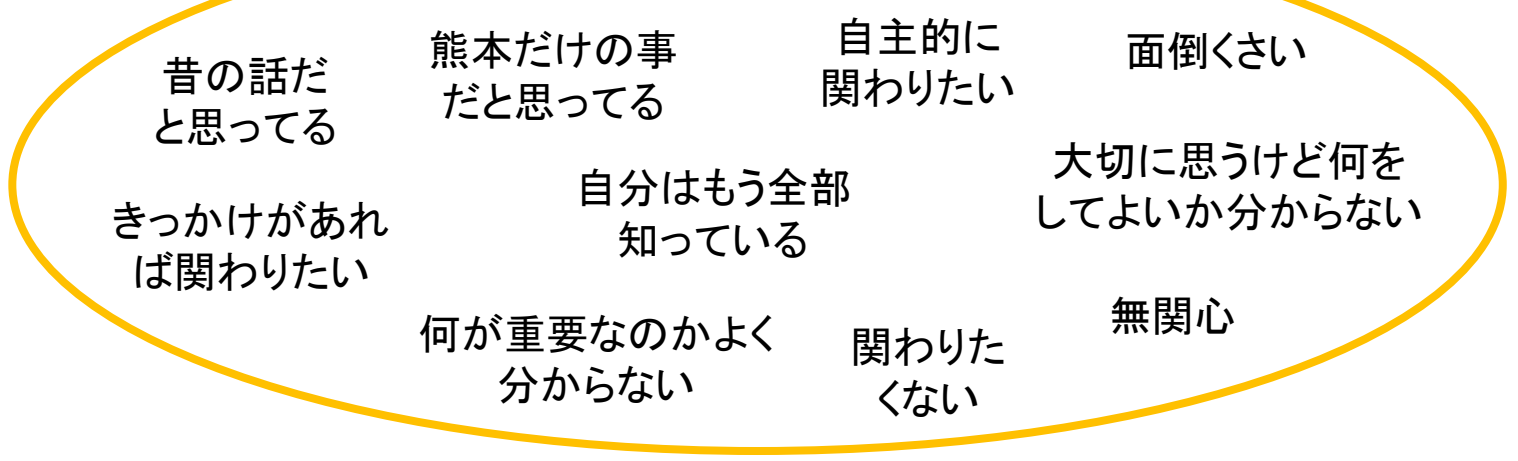 昔の話だ
と思ってる
熊本だけの事
だと思ってる
自主的に
関わりたい
面倒くさい
きっかけがあれ
ば関わりたい
自分はもう全部
知っている
大切に思うけど何を
してよいか分からない
何が重要なのかよく
分からない
関わりた
くない
無関心